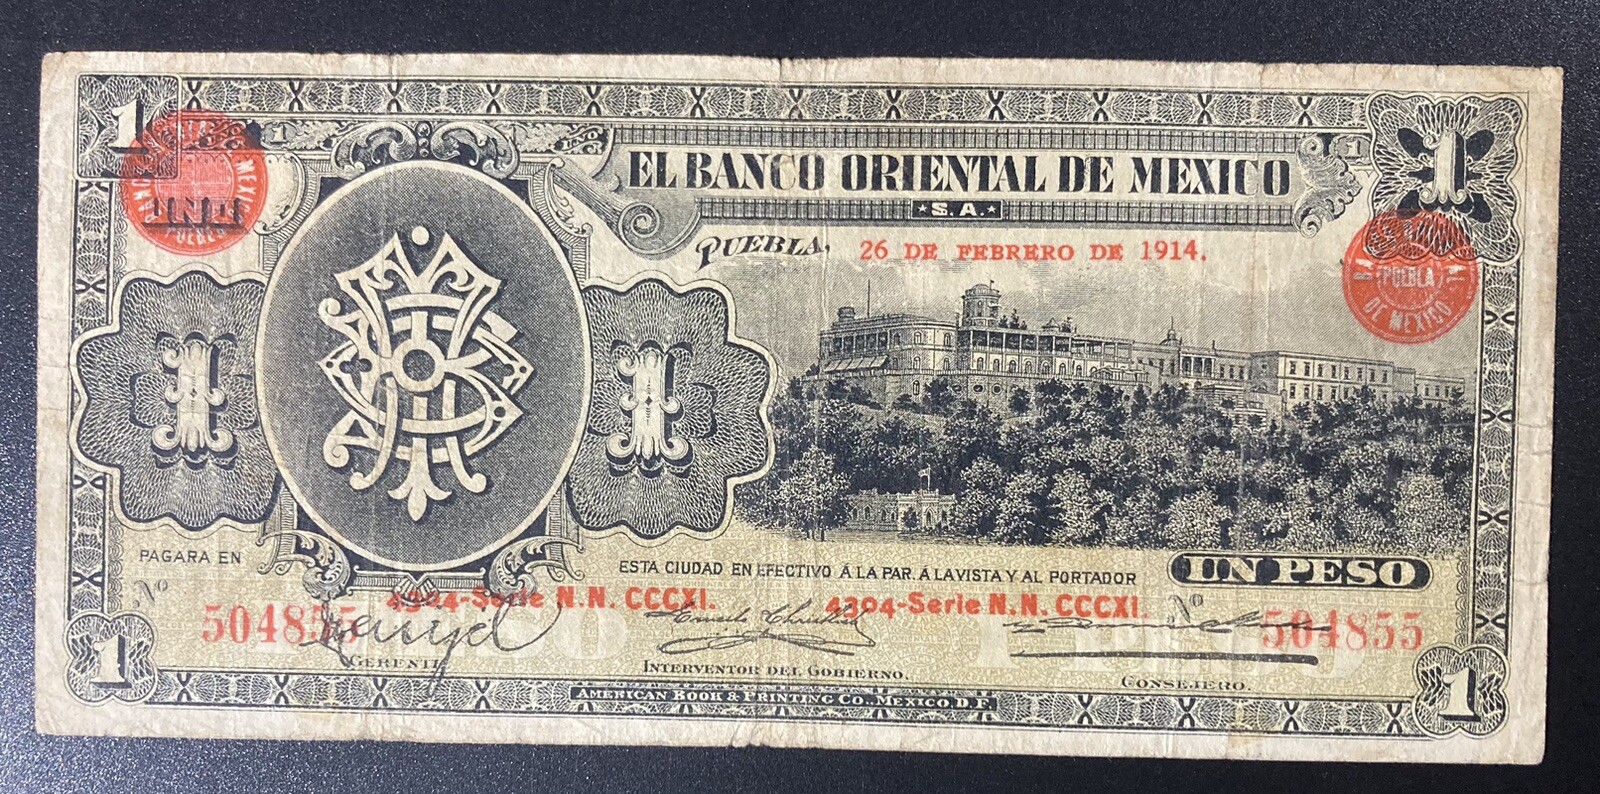 1
1
1
1
EL BANCO ORIENTAL DE MEXICO
★S.A.★
PUEBLA, 26 DE FEBRERO DE 1914.
PUEBLA
DE MEXICO
1
1
PAGARA EN
ESTA CIUDAD EN EFECTIVO Á LA PAR. Á LA VISTA Y AL PORTADOR
UN PESO
No 504855
4304-Serie N.N. CCCXI.
4304-Serie N.N. CCCXI.
No 504855
GERENTE
INTERVENTOR DEL GOBIERNO.
CONSEJERO.
1
AMERICAN BOOK & PRINTING CO. MEXICO D.F.
1